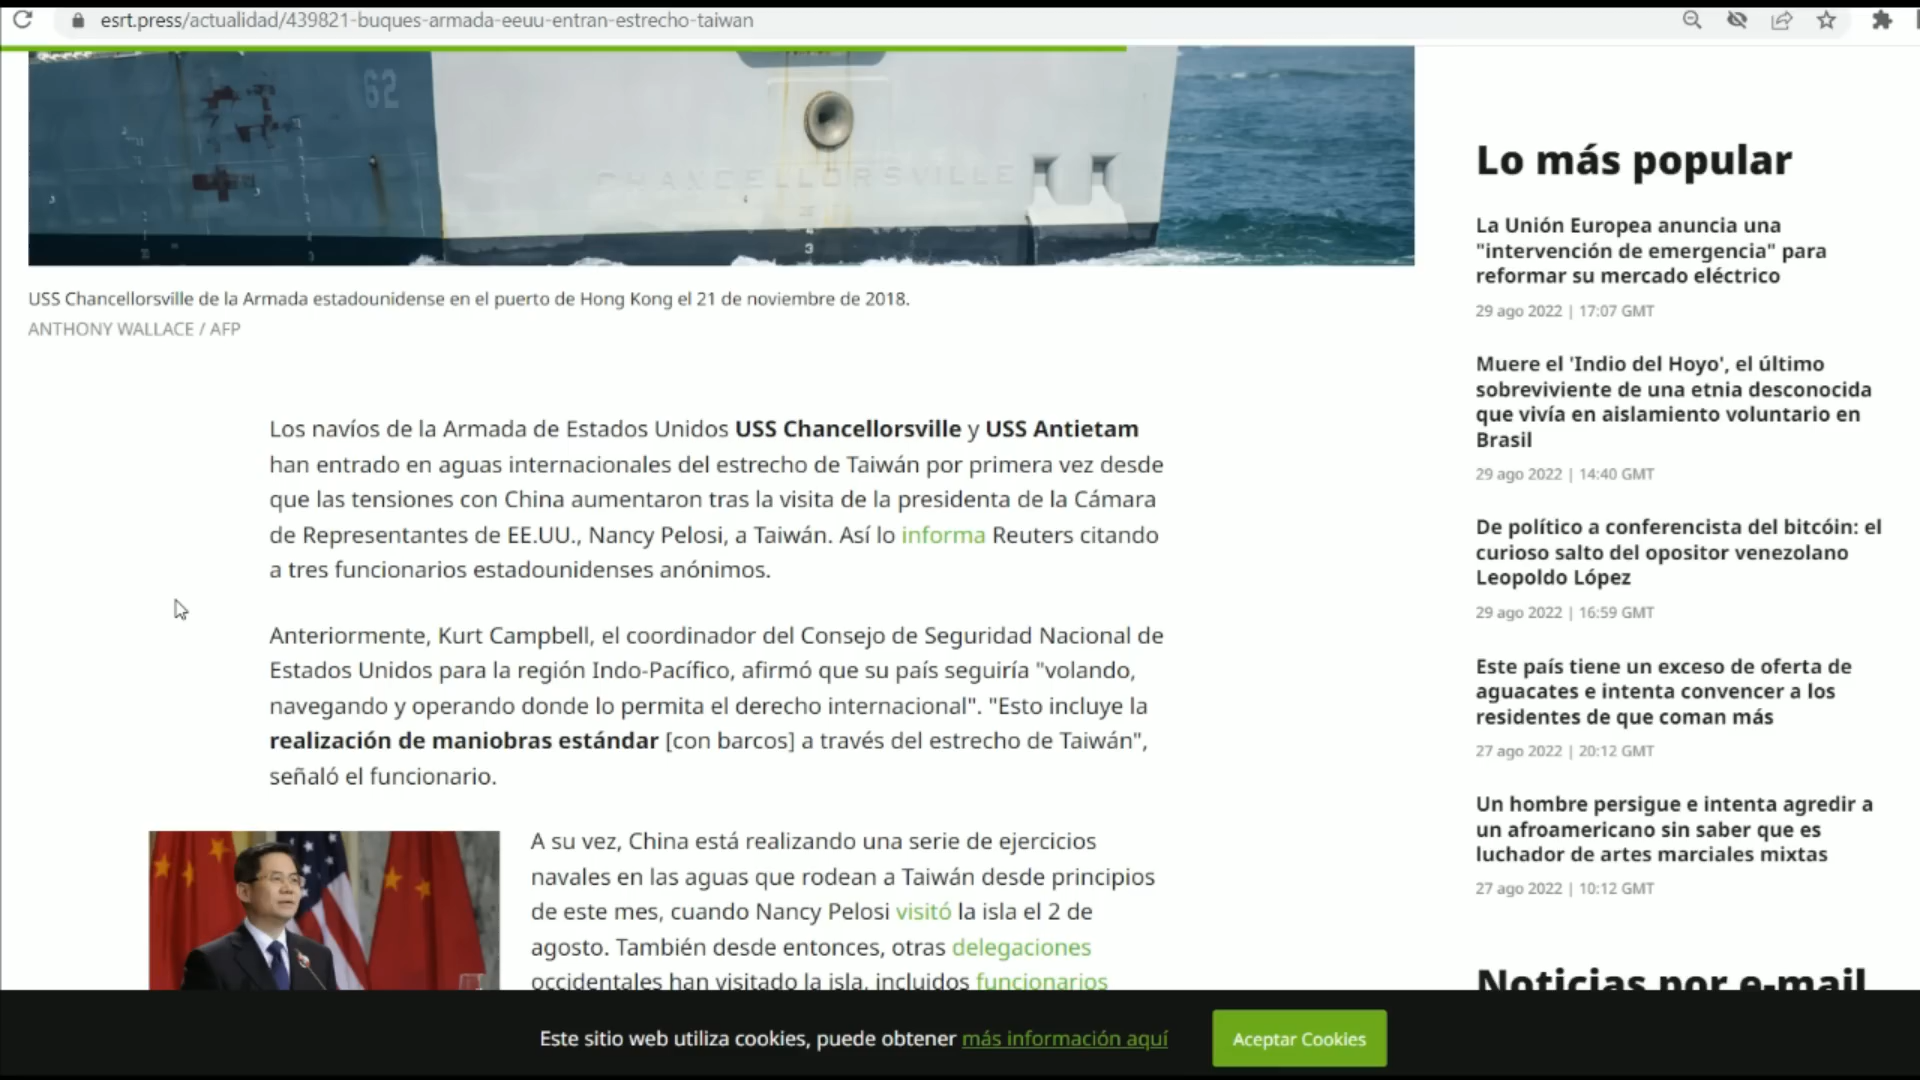 esrt.press/actualidad/439821-buques-armada-eeuu-entran-estrecho-taiwan
62
CHANCELLORSVILLE
3
USS Chancellorsville de la Armada estadounidense en el puerto de Hong Kong el 21 de noviembre de 2018.
ANTHONY WALLACE / AFP
Los navíos de la Armada de Estados Unidos USS Chancellorsville y USS Antietam
han entrado en aguas internacionales del estrecho de Taiwán por primera vez desde
que las tensiones con China aumentaron tras la visita de la presidenta de la Cámara
de Representantes de EE.UU., Nancy Pelosi, a Taiwán. Así lo informa Reuters citando
a tres funcionarios estadounidenses anónimos.
Anteriormente, Kurt Campbell, el coordinador del Consejo de Seguridad Nacional de
Estados Unidos para la región Indo-Pacífico, afirmó que su país seguiría "volando,
navegando y operando donde lo permita el derecho internacional". "Esto incluye la
realización de maniobras estándar [con barcos] a través del estrecho de Taiwán",
señaló el funcionario.
A su vez, China está realizando una serie de ejercicios
navales en las aguas que rodean a Taiwán desde principios
de este mes, cuando Nancy Pelosi visitó la isla el 2 de
agosto. También desde entonces, otras delegaciones
occidentales han visitado la isla, incluidos funcionarios
Lo más popular
La Unión Europea anuncia una
"intervención de emergencia" para
reformar su mercado eléctrico
29 ago 2022 | 17:07 GMT
Muere el 'Indio del Hoyo', el último
sobreviviente de una etnia desconocida
que vivía en aislamiento voluntario en
Brasil
29 ago 2022 | 14:40 GMT
De político a conferencista del bitcóin: el
curioso salto del opositor venezolano
Leopoldo López
29 ago 2022 | 16:59 GMT
Este país tiene un exceso de oferta de
aguacates e intenta convencer a los
residentes de que coman más
27 ago 2022 | 20:12 GMT
Un hombre persigue e intenta agredir a
un afroamericano sin saber que es
luchador de artes marciales mixtas
27 ago 2022 | 10:12 GMT
Noticias por e-mail
Este sitio web utiliza cookies, puede obtener más información aquí
Aceptar Cookies